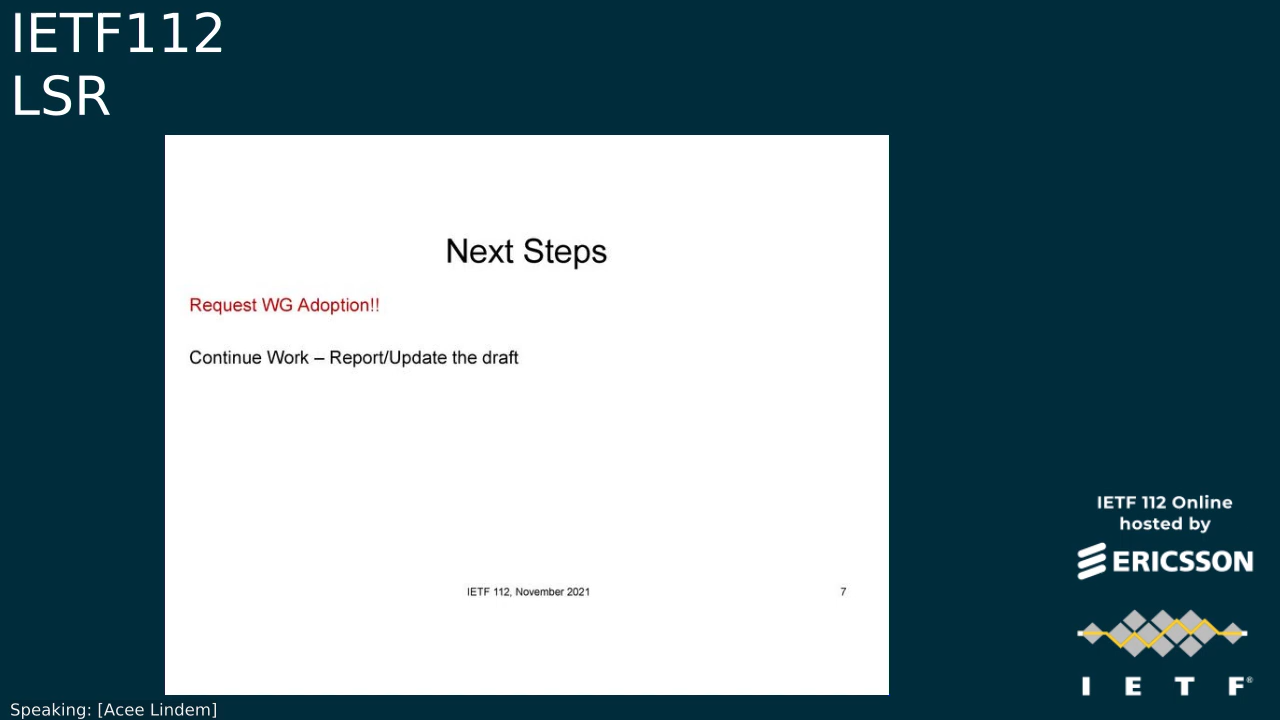 IETF112
LSR
Next Steps
Request WG Adoption!!
Continue Work – Report/Update the draft
IETF 112, November 2021
7
IETF 112 Online
hosted by
ERICSSON
I E T F®
Speaking: [Acee Lindem]